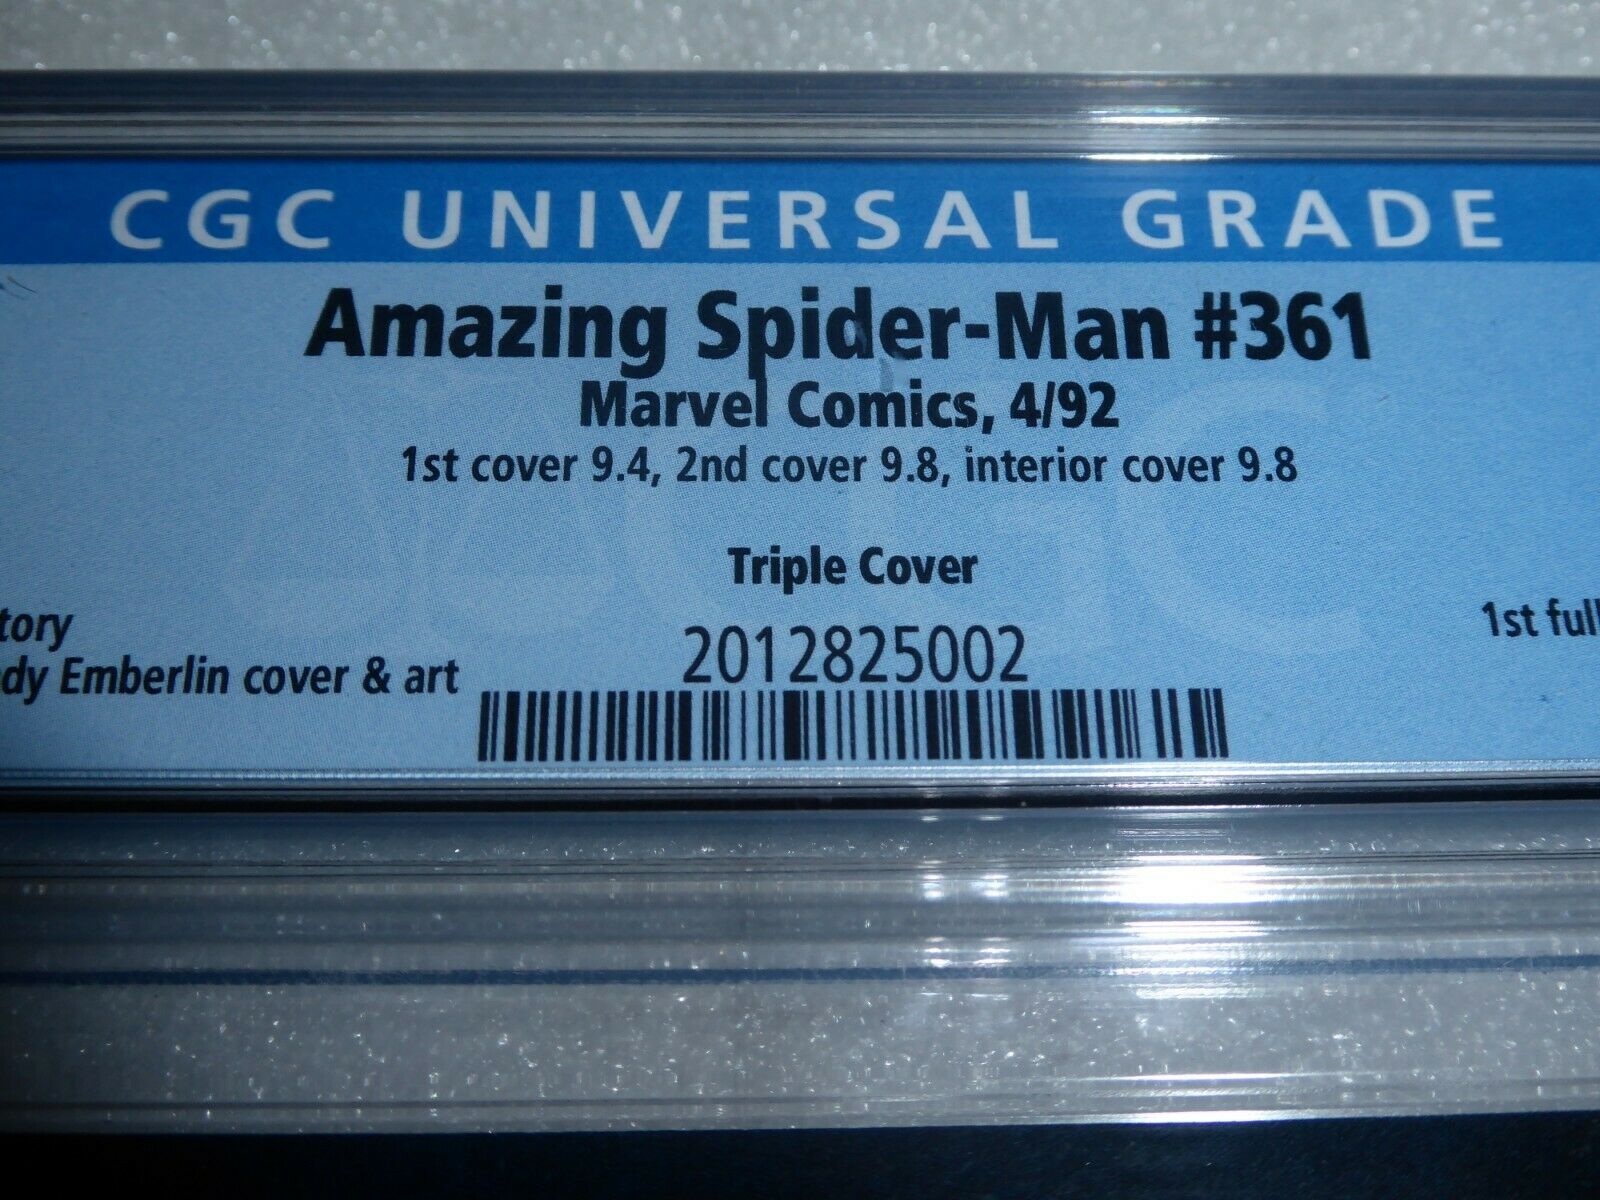 CGC UNIVERSAL GRADE
Amazing Spider-Man #361
Marvel Comics, 4/92
1st cover 9.4, 2nd cover 9.8, interior cover 9.8
Triple Cover
tory
dy Emberlin cover & art
2012825002
1st full
CGC